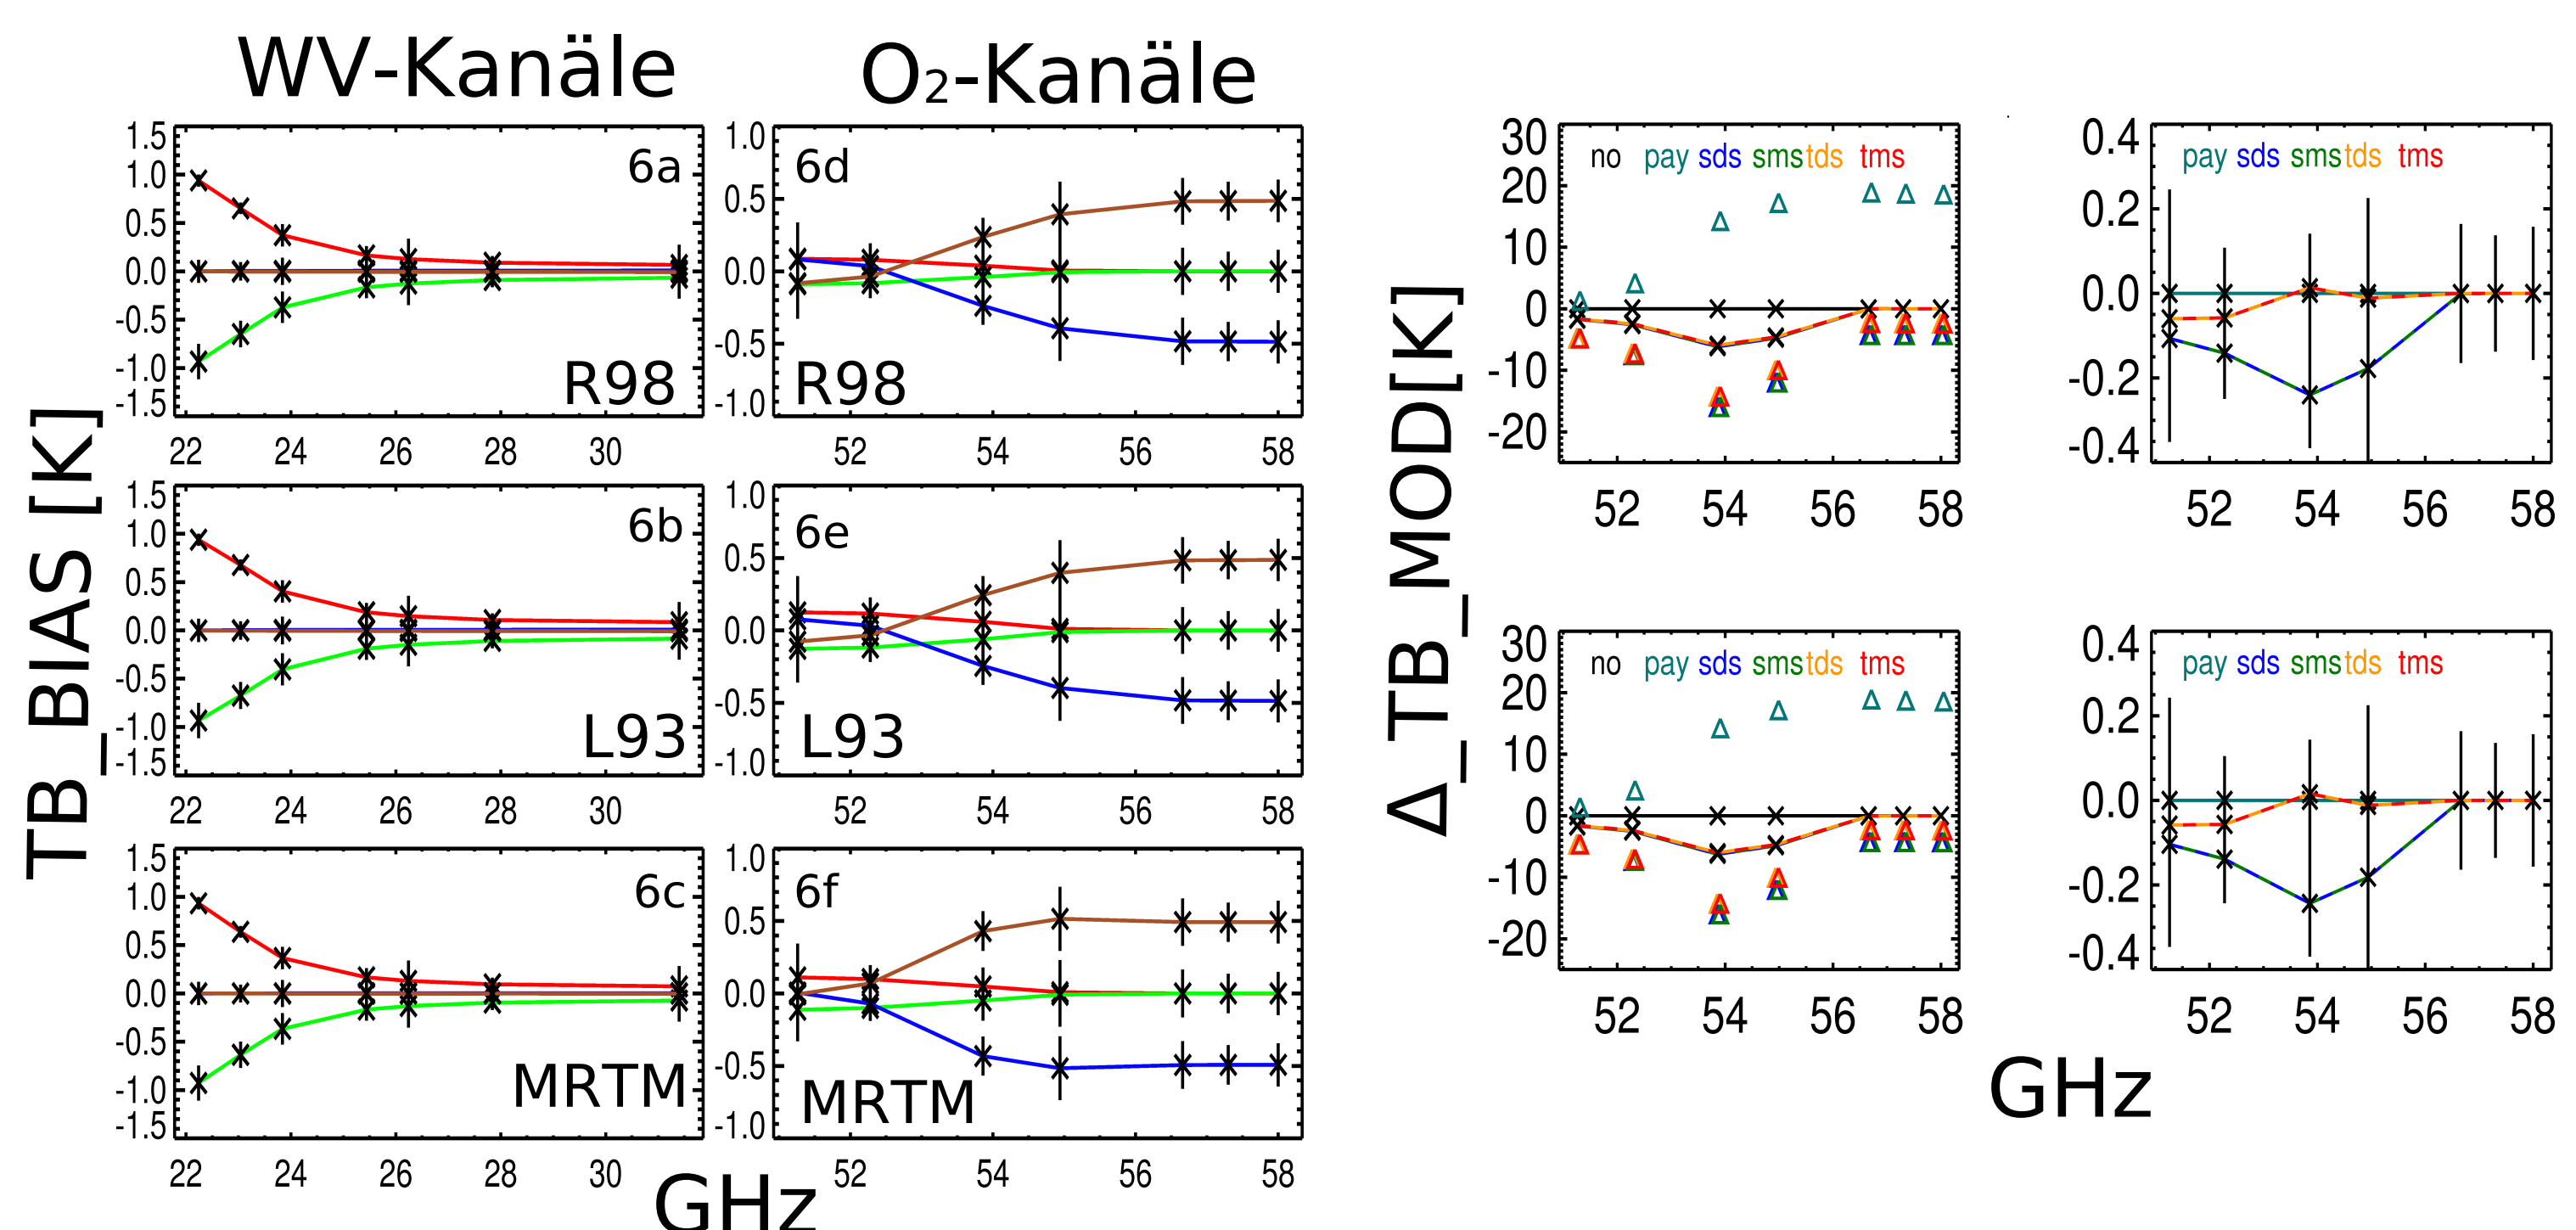 WV-Kanäle
O2-Kanäle
TB_BIAS [K]
1.5
1.0
0.5
0.0
-0.5
-1.0
-1.5
6a
R98
22 24 26 28 30
1.0
0.5
0.0
-0.5
-1.0
6d
R98
52 54 56 58
1.5
1.0
0.5
0.0
-0.5
-1.0
-1.5
6b
L93
22 24 26 28 30
1.0
0.5
0.0
-0.5
-1.0
6e
L93
52 54 56 58
1.5
1.0
0.5
0.0
-0.5
-1.0
-1.5
6c
MRTM
22 24 26 28 30
1.0
0.5
0.0
-0.5
-1.0
6f
MRTM
52 54 56 58
GHz
Δ_TB_MOD[K]
30
20
10
0
-10
-20
no pay sds sms tds tms
52 54 56 58
0.4
0.2
0.0
-0.2
-0.4
pay sds sms tds tms
52 54 56 58
30
20
10
0
-10
-20
no pay sds sms tds tms
52 54 56 58
0.4
0.2
0.0
-0.2
-0.4
pay sds sms tds tms
52 54 56 58
GHz